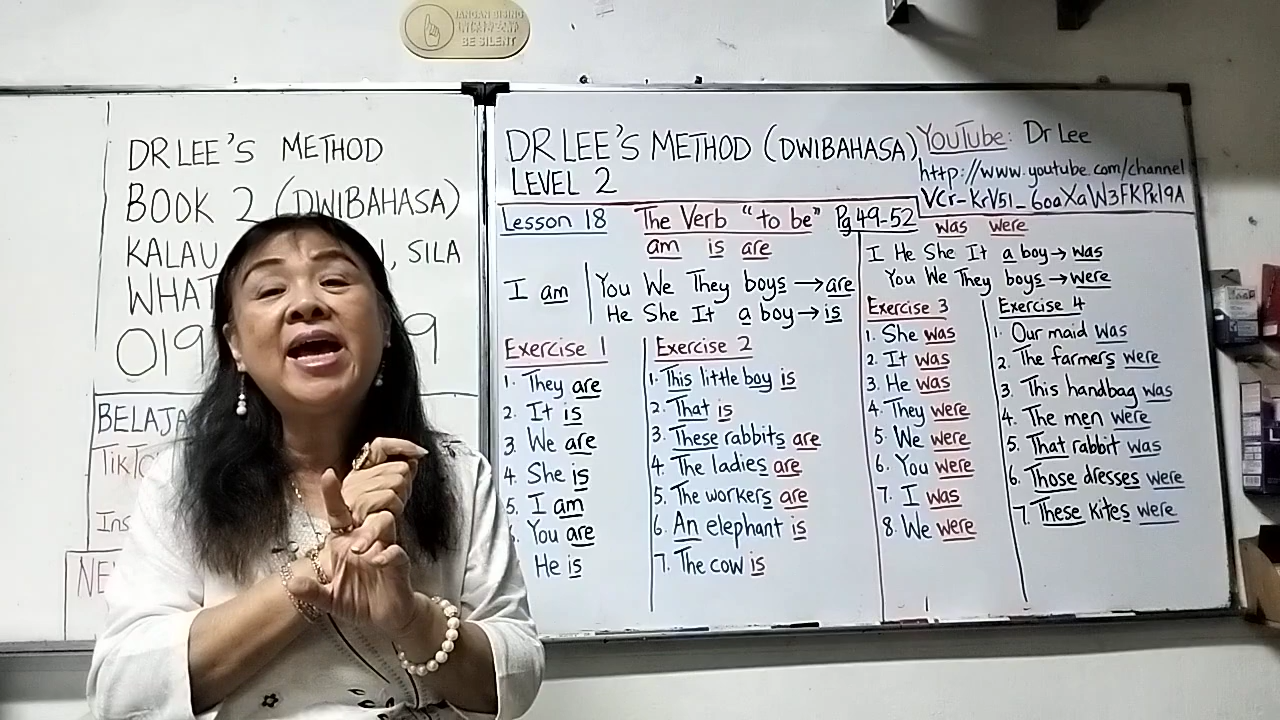 JANGAN BISING
BE SILENT
DR LEE'S METHOD
BOOK 2 (DWIBAHASA)
KALAU
, SILA
WHAT
019
9
BELAJA
TikTo
Ins
NE
DR LEE'S METHOD (DWIBAHASA)
LEVEL 2
YouTube: Dr Lee
http://www.youtube.com/channel
Lesson 18 The Verb "to be" Pg 49-52
am is are
I am
You We They boys → are
He She It a boy → is
Exercise 1
1. They are
2. It is
3. We are
4. She is
5. I am
You are
He is
Exercise 2
1. This little boy is
2. That is
3. These rabbits are
4. The ladies are
5. The workers are
6. An elephant is
7. The cow is
was were
I He She It a boy → was
You We They boys → were
Exercise 3
1. She was
2. It was
3. He was
4. They were
5. We were
6. You were
7. I was
8. We were
Exercise 4
1. Our maid was
2. The farmers were
3. This handbag was
4. The men were
5. That rabbit was
6. Those dresses were
7. These kites were